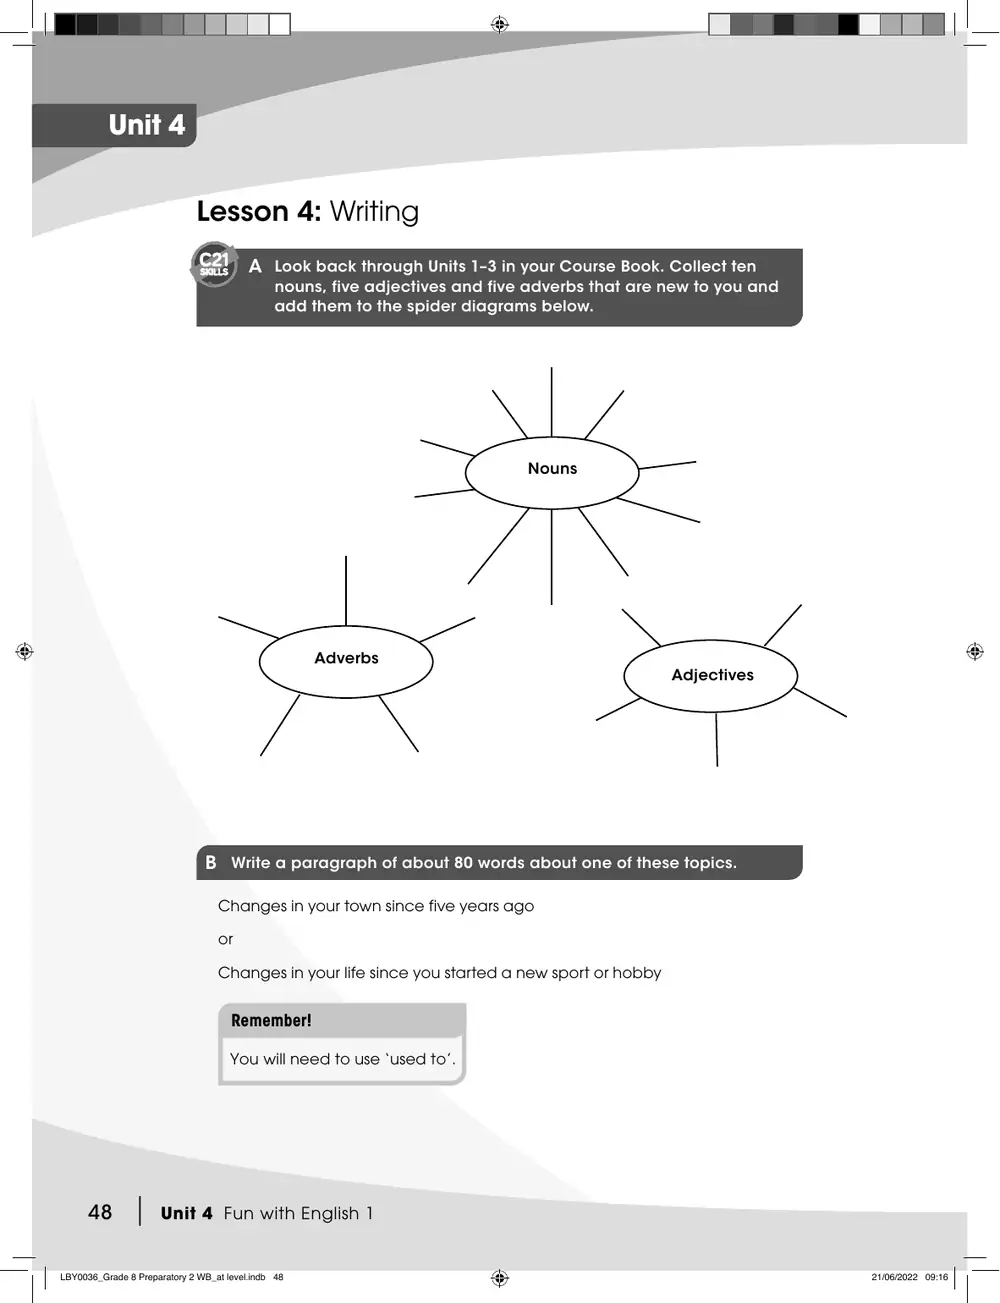 Unit 4
Lesson 4: Writing
C21
SKILLS
A Look back through Units 1–3 in your Course Book. Collect ten
nouns, five adjectives and five adverbs that are new to you and
add them to the spider diagrams below.
Nouns
Adverbs
Adjectives
B Write a paragraph of about 80 words about one of these topics.
Changes in your town since five years ago
or
Changes in your life since you started a new sport or hobby
Remember!
You will need to use ‘used to’.
48 Unit 4 Fun with English 1
LBY0036_Grade 8 Preparatory 2 WB_at level.indb 48 21/06/2022 09:16